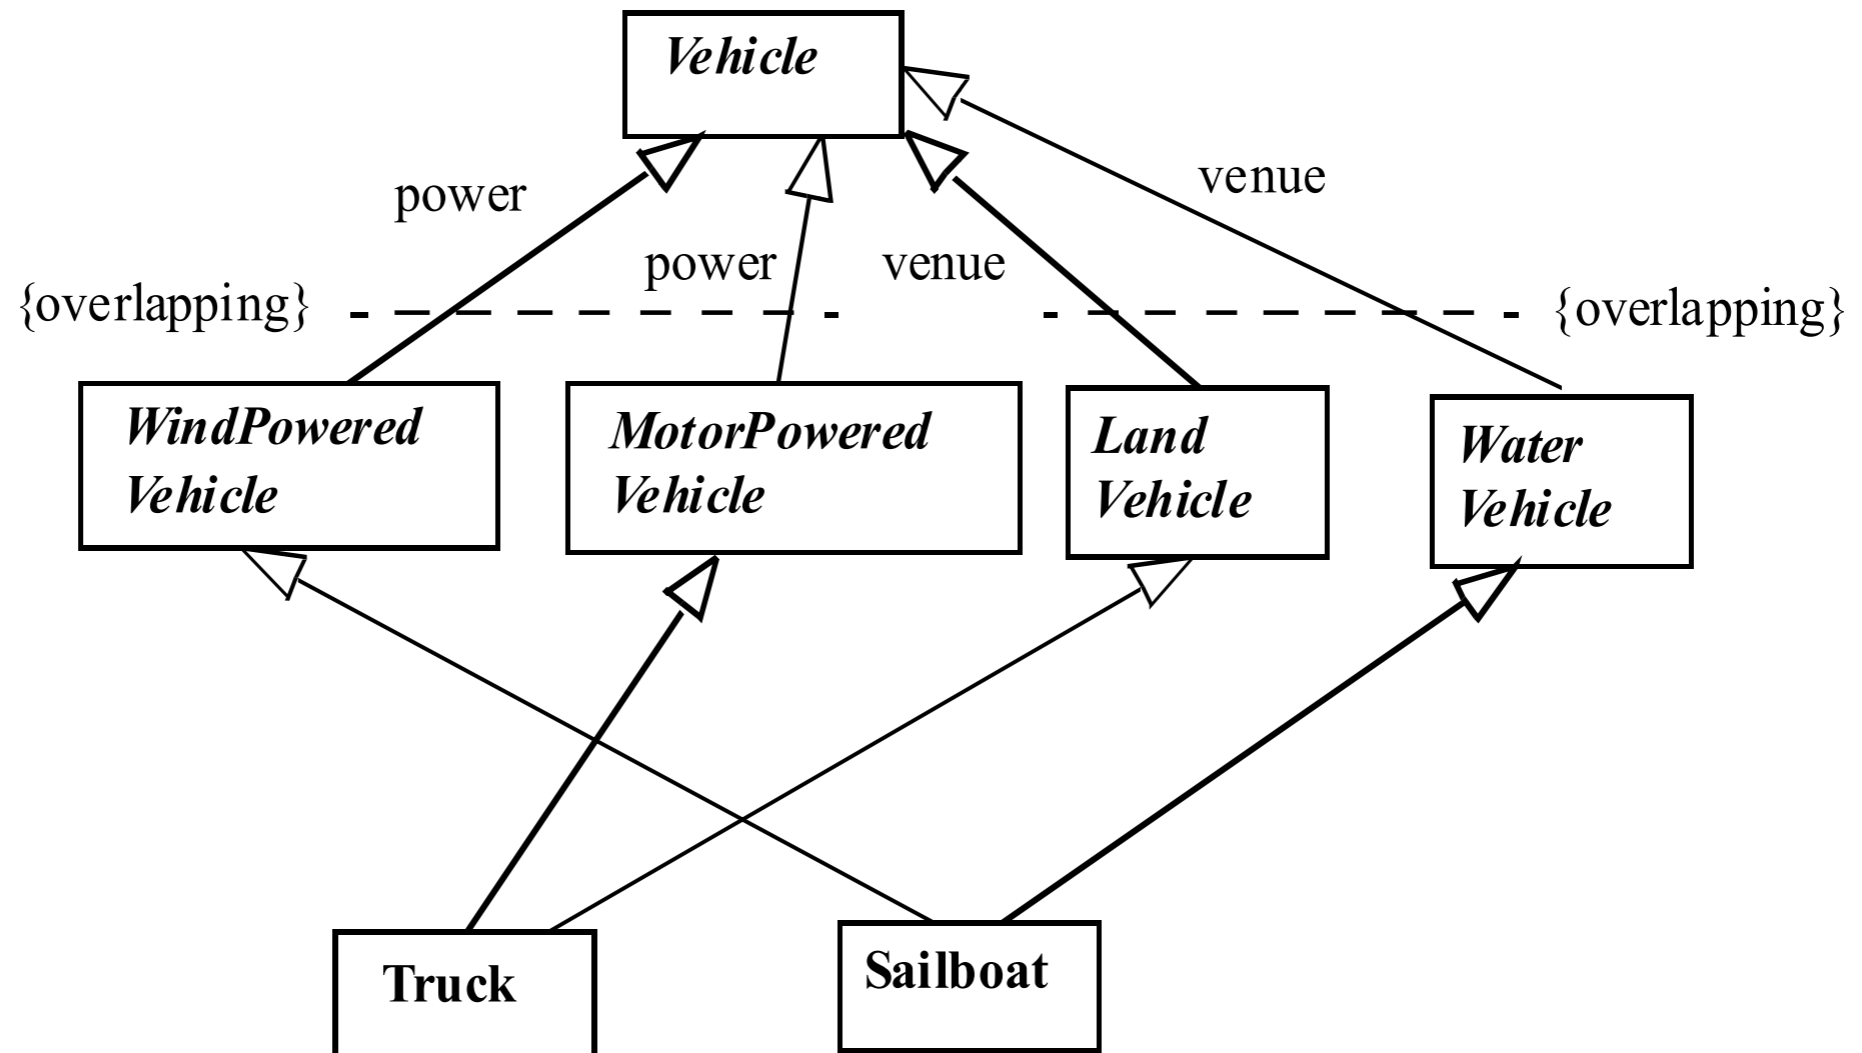 Vehicle
power
venue
power
venue
{overlapping}
{overlapping}
WindPowered
Vehicle
MotorPowered
Vehicle
Land
Vehicle
Water
Vehicle
Truck
Sailboat